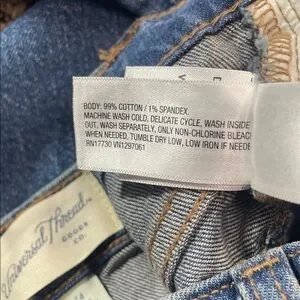 BODY: 99% COTTON / 1% SPANDEX.
MACHINE WASH COLD, DELICATE CYCLE, WASH INSIDE
OUT, WASH SEPARATELY, ONLY NON-CHLORINE BLEACH
WHEN NEEDED, TUMBLE DRY LOW, LOW IRON IF NEEDE
RN17730 VN1297061
Universal Thread
GOODS
CO.